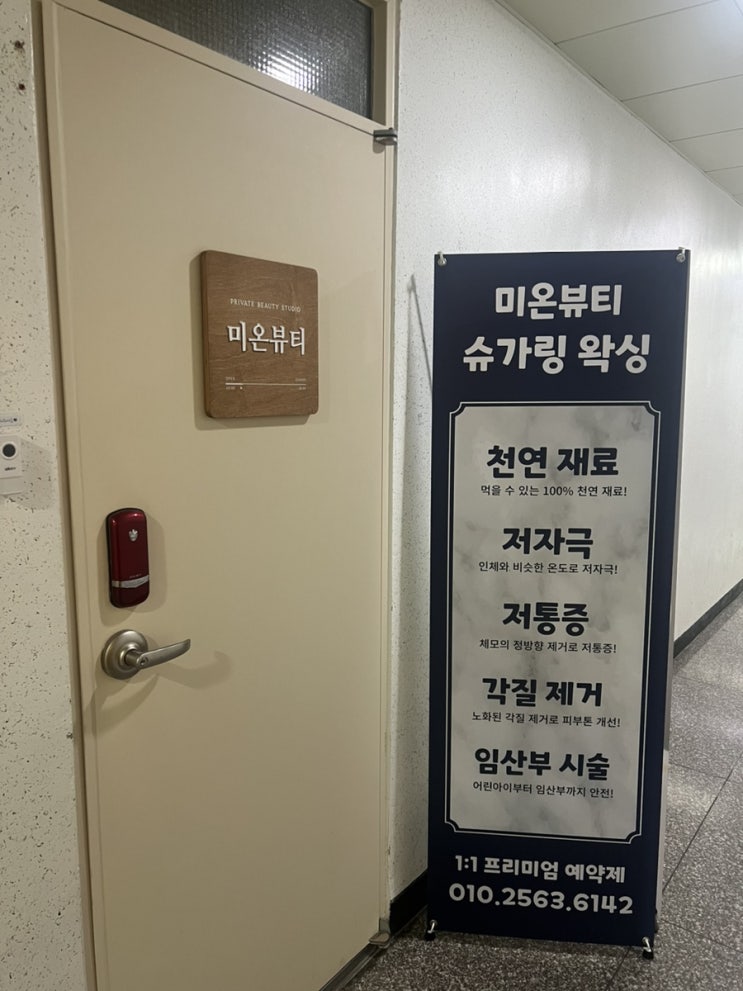 PRIVATE BEAUTY STUDIO
미온뷰티
미온뷰티
슈가링 왁싱
천연 재료
먹을 수 있는 100% 천연 재료!
저자극
인체와 비슷한 온도로 저자극!
저통증
체모의 정방향 제거로 저통증!
각질 제거
노화된 각질 제거로 피부톤 개선!
임산부 시술
어린아이부터 임산부까지 안전!
1:1 프리미엄 예약제
010.2563.6142